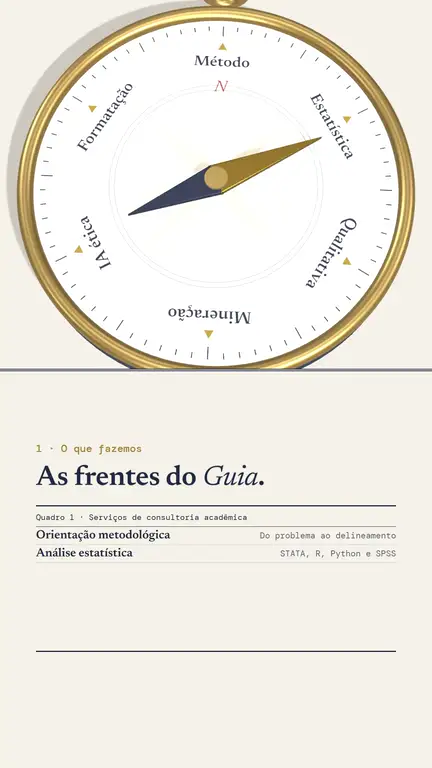 Método
N
Formatação
Estatística
IA ética
Qualitativa
Mineração
1 · O que fazemos
As frentes do Guia.
Quadro 1 · Serviços de consultoria acadêmica
Orientação metodológica Do problema ao delineamento
Análise estatística STATA, R, Python e SPSS